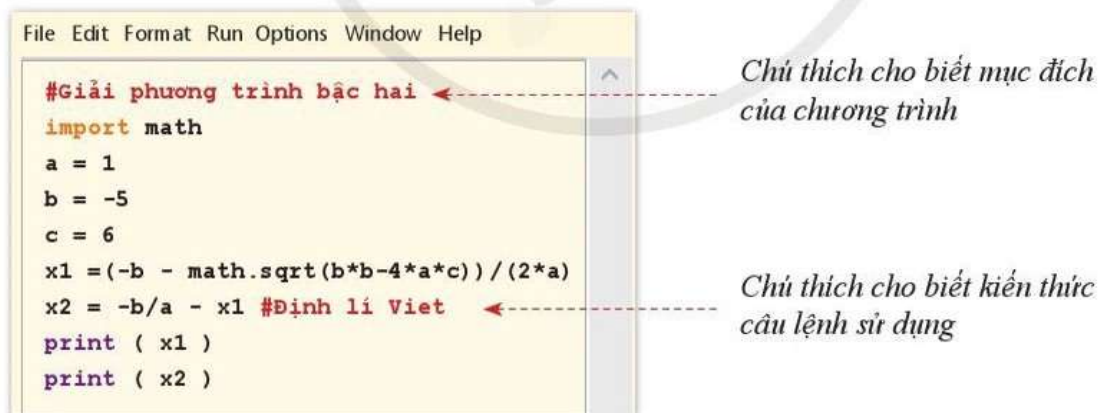 File Edit Format Run Options Window Help
#Giải phương trình bậc hai
import math
a = 1
b = -5
c = 6
x1 =(-b - math.sqrt(b*b-4*a*c))/(2*a)
x2 = -b/a - x1 #Định lí Viet
print ( x1 )
print ( x2 )
Chú thích cho biết mục đích
của chương trình
Chú thích cho biết kiến thức
câu lệnh sử dụng